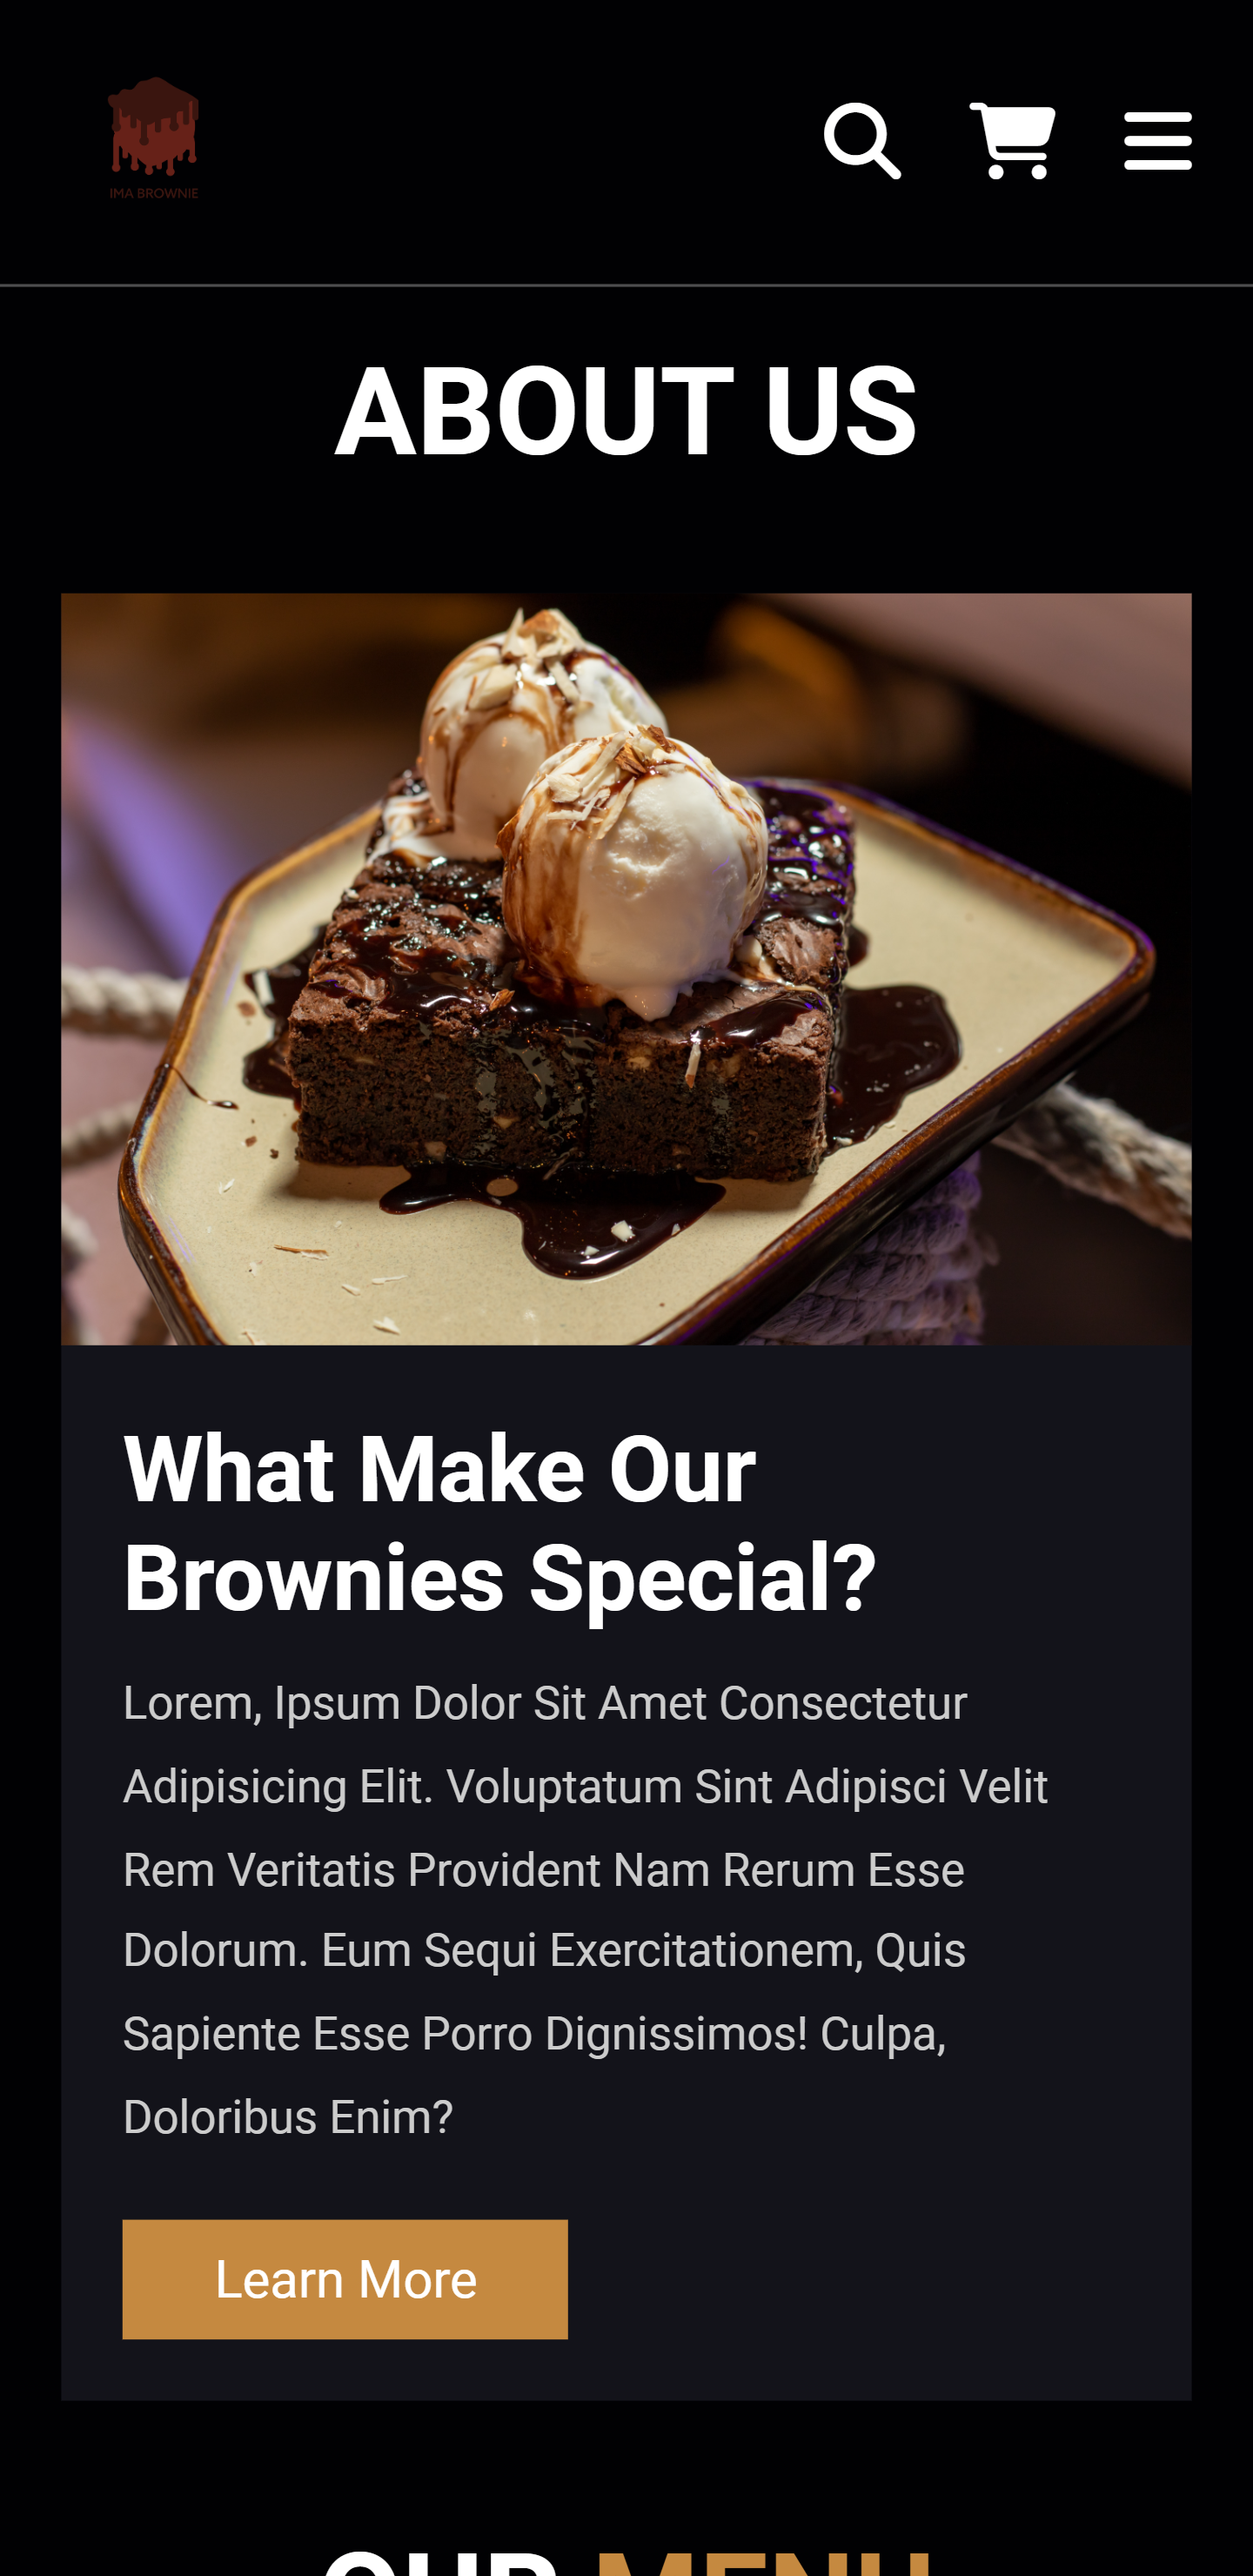 IMA BROWNIE
ABOUT US
What Make Our
Brownies Special?
Lorem, Ipsum Dolor Sit Amet Consectetur
Adipisicing Elit. Voluptatum Sint Adipisci Velit
Rem Veritatis Provident Nam Rerum Esse
Dolorum. Eum Sequi Exercitationem, Quis
Sapiente Esse Porro Dignissimos! Culpa,
Doloribus Enim?
Learn More
OUR MENU